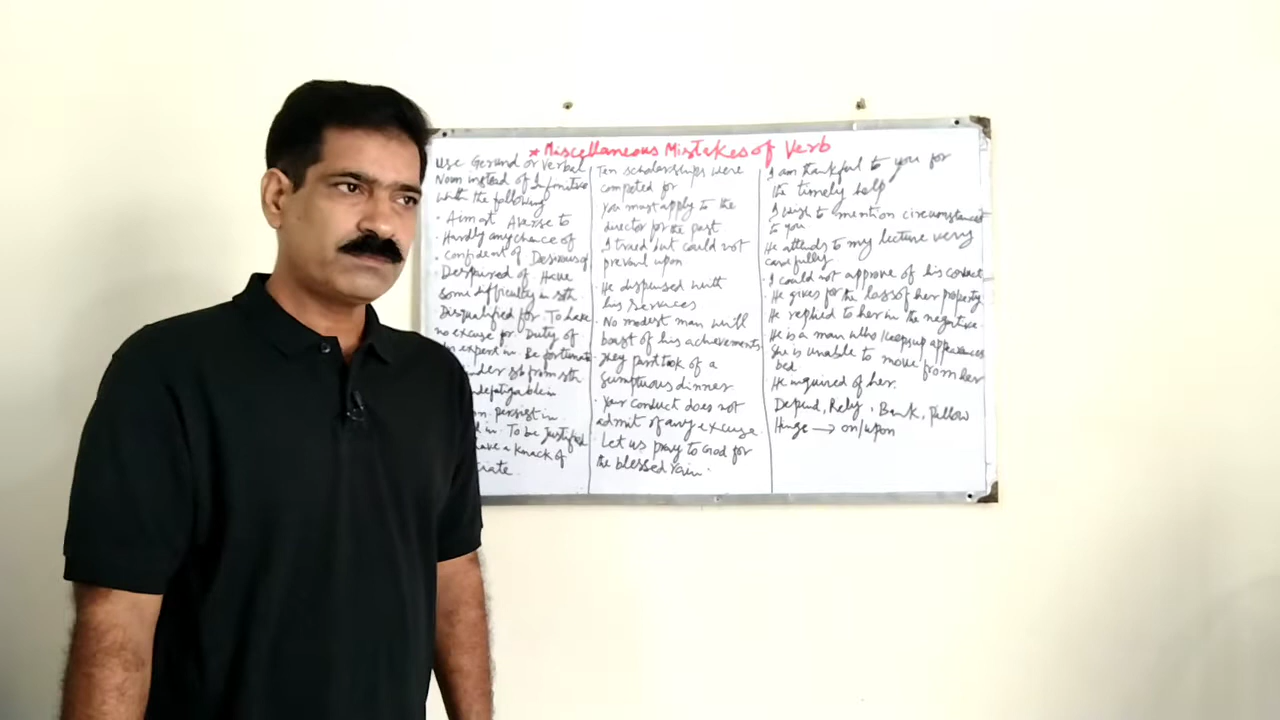 * Miscellaneous Mistakes of Verb
Use Gerund or Verbal
Noun instead of Infinitive
with the following
• Aim at Averse to
• Hardly any chance of
• Confident of Desirous of
Despaired of Have
some difficulty in sth
Disqualified for To have
no excuse for Duty of
expert in Be fortunate
sb from sth
indefatigable in
persist in
in To be justified
have a knack of
Ten scholarships were
competed for
You must apply to the
director for the post
I tried but could not
prevail upon
He dispensed with
his services
• No modest man will
boast of his achievements
• They partook of a
Sumptuous dinner
• Your conduct does not
admit of any excuse
• Let us pray to God for
the blessed rain.
I am thankful to you for
the timely help
I wish to mention circumstances
to you
He attends to my lecture very
carefully
• I could not approve of his conduct
• He gives for the loss of her property
He replied to her in the negative
He is a man who keeps up appearances
She is unable to move from her
bed.
• He inquired of her.
Depend, Rely, Bank, Pillow
Hinge → on/upon